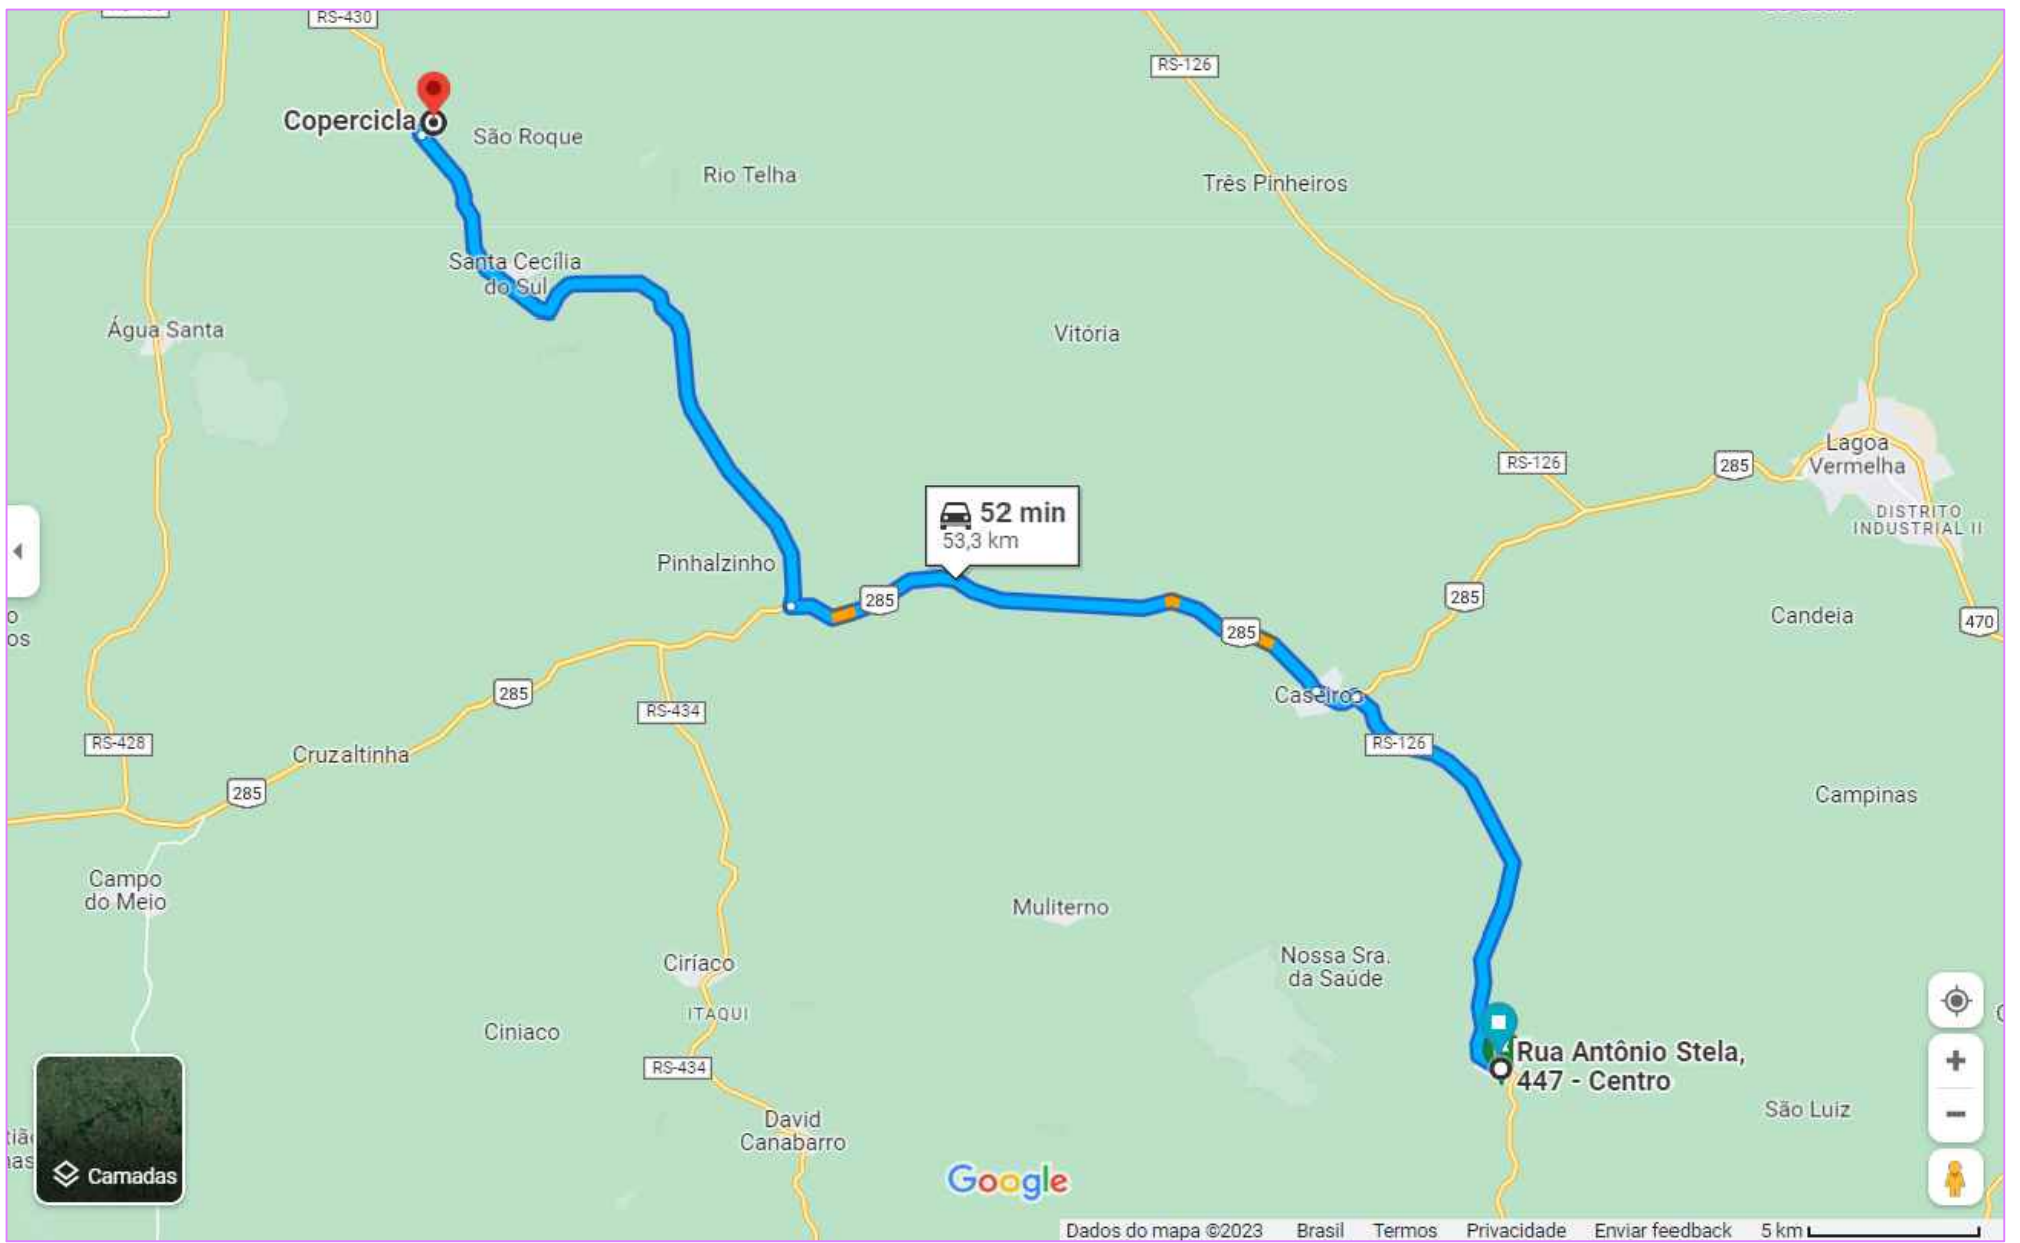 RS-430
RS-126
Copercicla
São Roque
Rio Telha
Três Pinheiros
Santa Cecília
do Sul
Água Santa
Vitória
Lagoa
Vermelha
RS-126
285
DISTRITO
INDUSTRIAL II
52 min
53,3 km
Pinhalzinho
285
285
Candeia
470
285
os
285
Caseiros
RS-434
RS-126
RS-428
Cruzaltinha
285
Campinas
Campo
do Meio
Muliterno
Ciríaco
Nossa Sra.
da Saúde
ITAQUI
Ciniaco
Rua Antônio Stela,
447 - Centro
RS-434
São Luiz
David
Canabarro
Camadas
Google
Dados do mapa ©2023 Brasil Termos Privacidade Enviar feedback 5 km